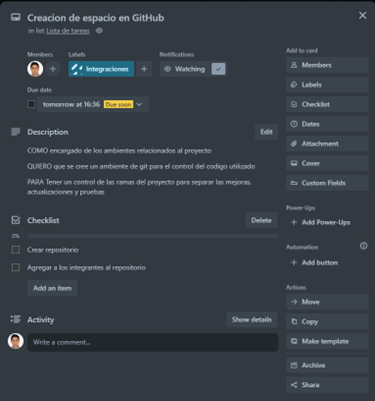 Creacion de espacio en GitHub
in list Lista de tareas
Members
Labels
Notifications
Integraciones
Watching
Due date
tomorrow at 16:36 Due soon
Description
Edit
COMO encargado de los ambientes relacionados al proyecto
QUIERO que se cree un ambiente de git para el control del codigo utilizado
PARA Tener un control de las ramas del proyecto para separar las mejoras,
actualizaciones y pruebas
Checklist
Delete
0%
Crear repositorio
Agregar a los integrantes al repositorio
Add an item
Activity
Show details
Write a comment...
Add to card
Members
Labels
Checklist
Dates
Attachment
Cover
Custom Fields
Power-Ups
+ Add Power-Ups
Automation
+ Add button
Actions
Move
Copy
Make template
Archive
Share